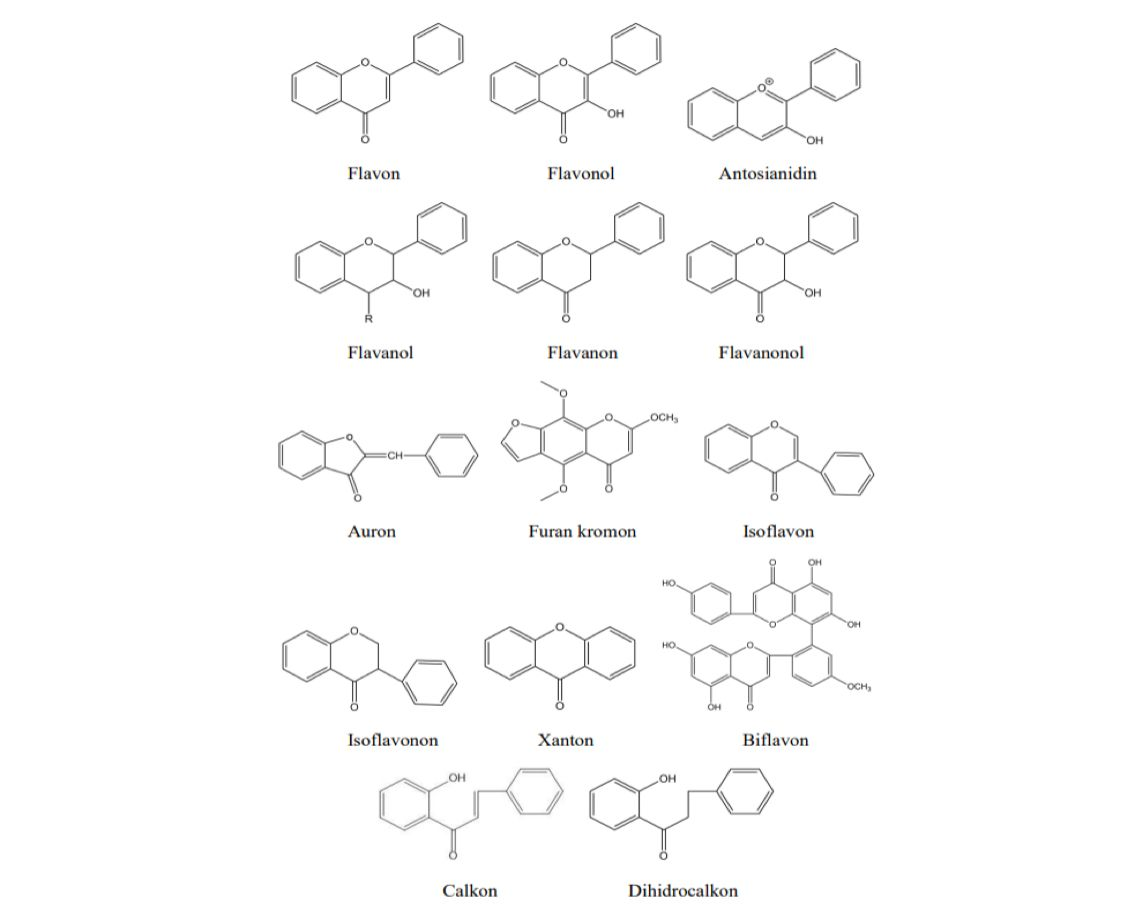 O
O
Flavon
O
OH
O
Flavonol
O⊕
OH
Antosianidin
O
OH
R
Flavanol
O
O
Flavanon
O
OH
O
Flavanonol
O
CH
O
Auron
O
O
O
OCH₃
O
O
Furan kromon
O
O
Isoflavon
O
O
Isoflavonon
O
O
Xanton
O
OH
HO
O
OH
HO
O
OCH₃
OH
O
Biflavon
OH
O
Calkon
OH
O
Dihidrocalkon